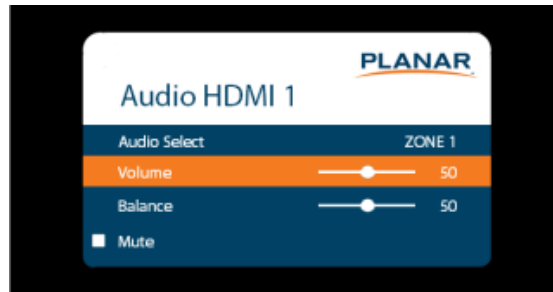 PLANAR
Audio HDMI 1
Audio Select ZONE 1
Volume 50
Balance 50
Mute